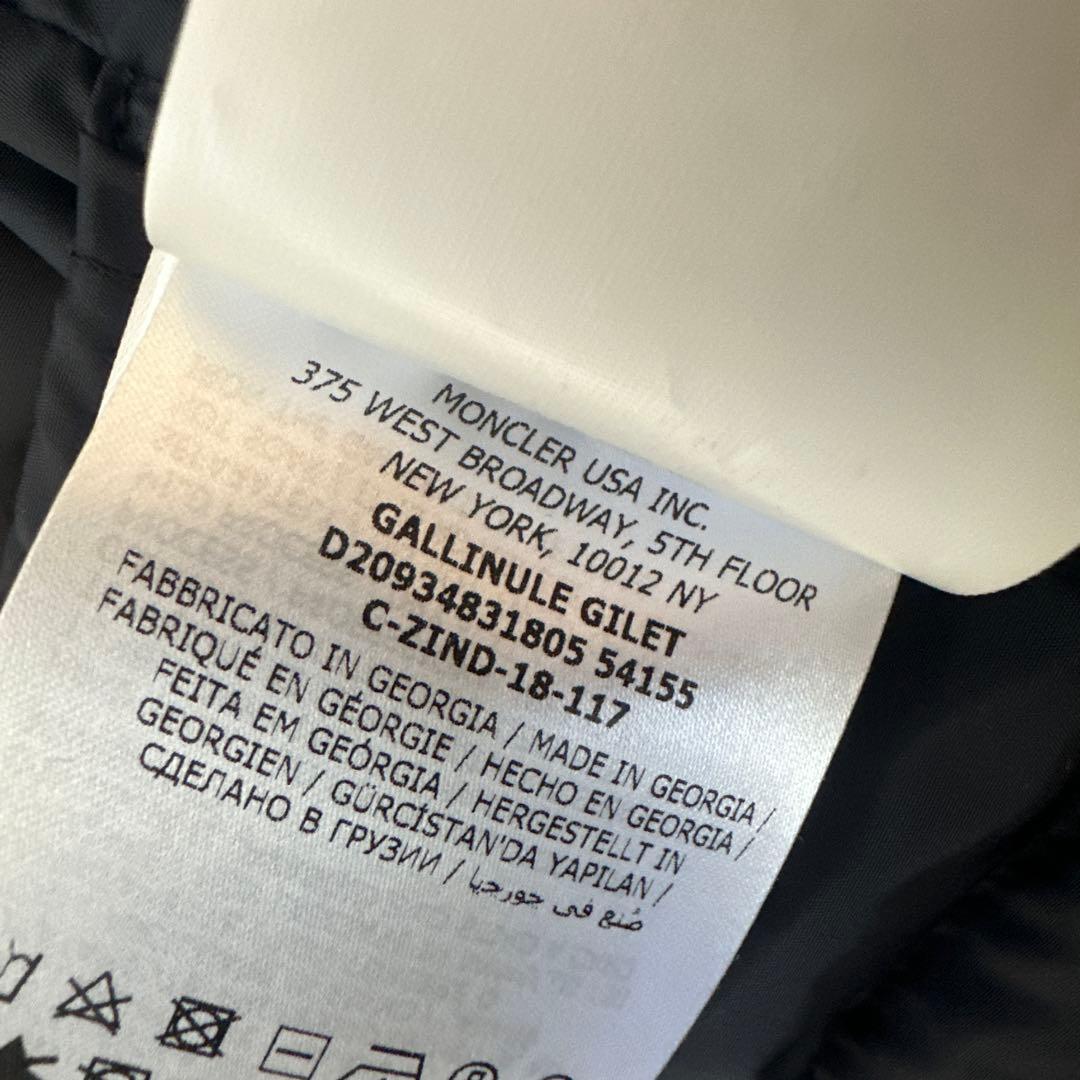 MONCLER USA INC.
375 WEST BROADWAY, 5TH FLOOR
NEW YORK, 10012 NY
GALLINULE GILET
D20934831805 54155
C-ZIND-18-117
FABBRICATO IN GEORGIA / MADE IN GEORGIA /
FABRIQUÉ EN GÉORGIE / HECHO EN GEORGIA /
FEITA EM GEÓRGIA / HERGESTELLT IN
GEORGIEN / GÜRCİSTAN'DA YAPILAN /
СДЕЛАНО В ГРУЗИИ / صُنع في جورجيا